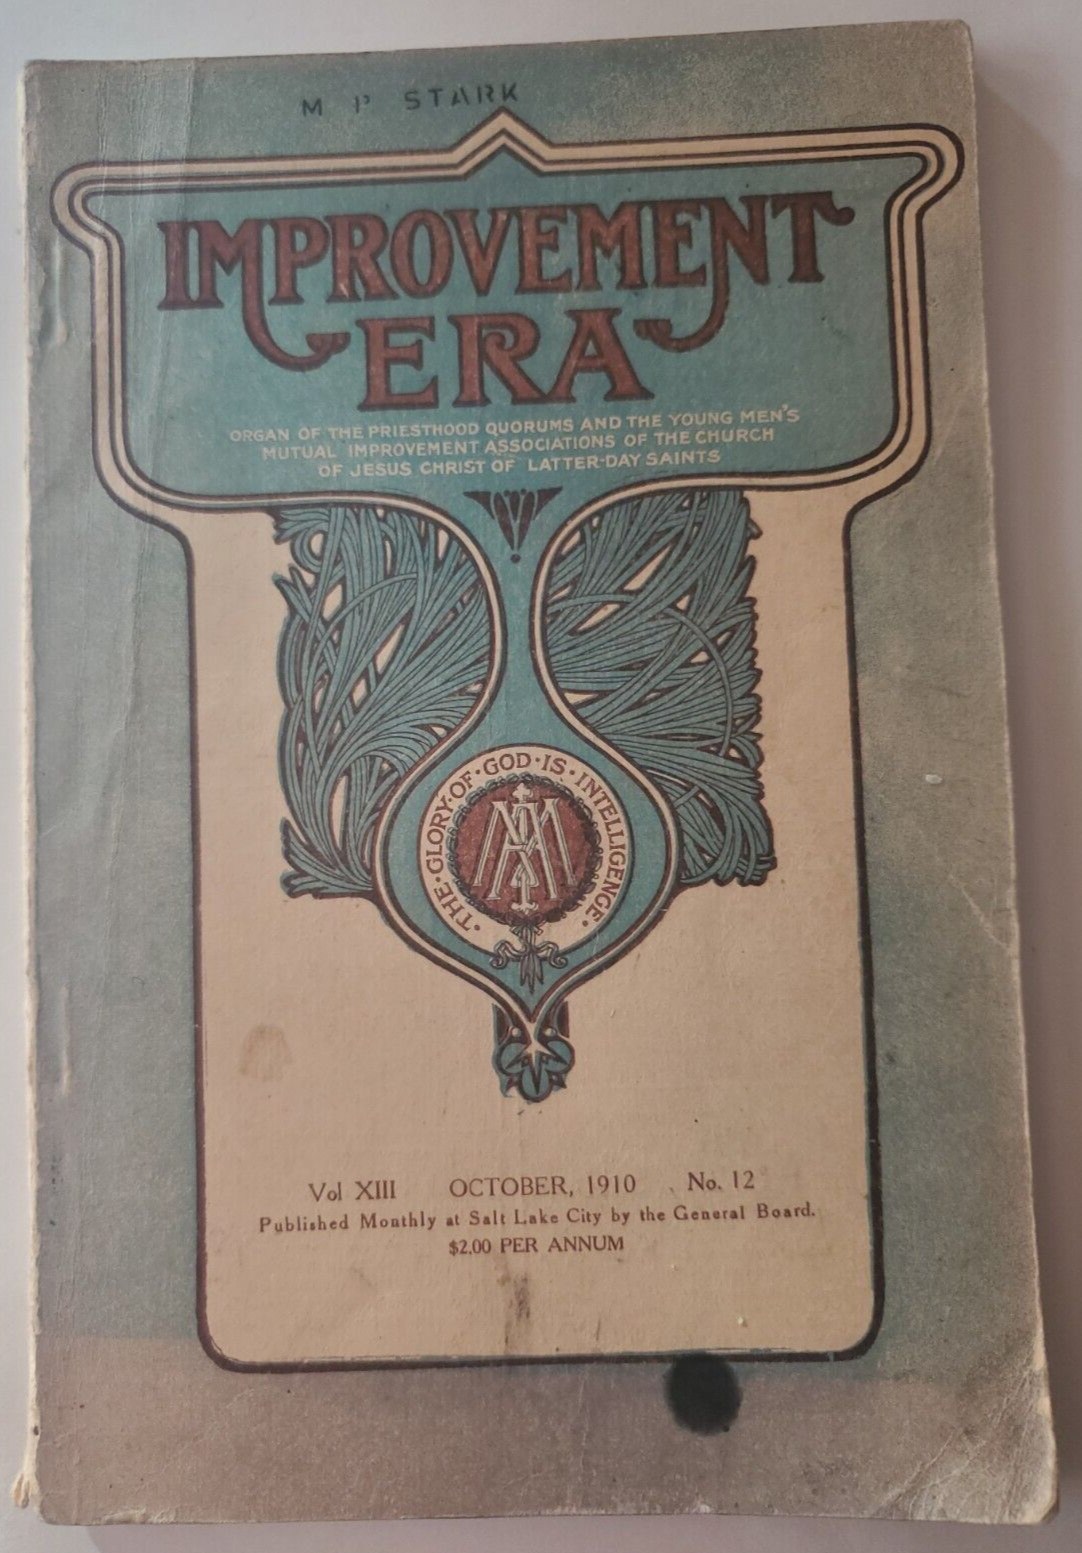 M P STARK
IMPROVEMENT
ERA
ORGAN OF THE PRIESTHOOD QUORUMS AND THE YOUNG MEN'S
MUTUAL IMPROVEMENT ASSOCIATIONS OF THE CHURCH
OF JESUS CHRIST OF LATTER-DAY SAINTS
·THE·GLORY·OF·GOD·IS·INTELLIGENCE·
Vol XIII OCTOBER, 1910 No. 12
Published Monthly at Salt Lake City by the General Board.
$2.00 PER ANNUM